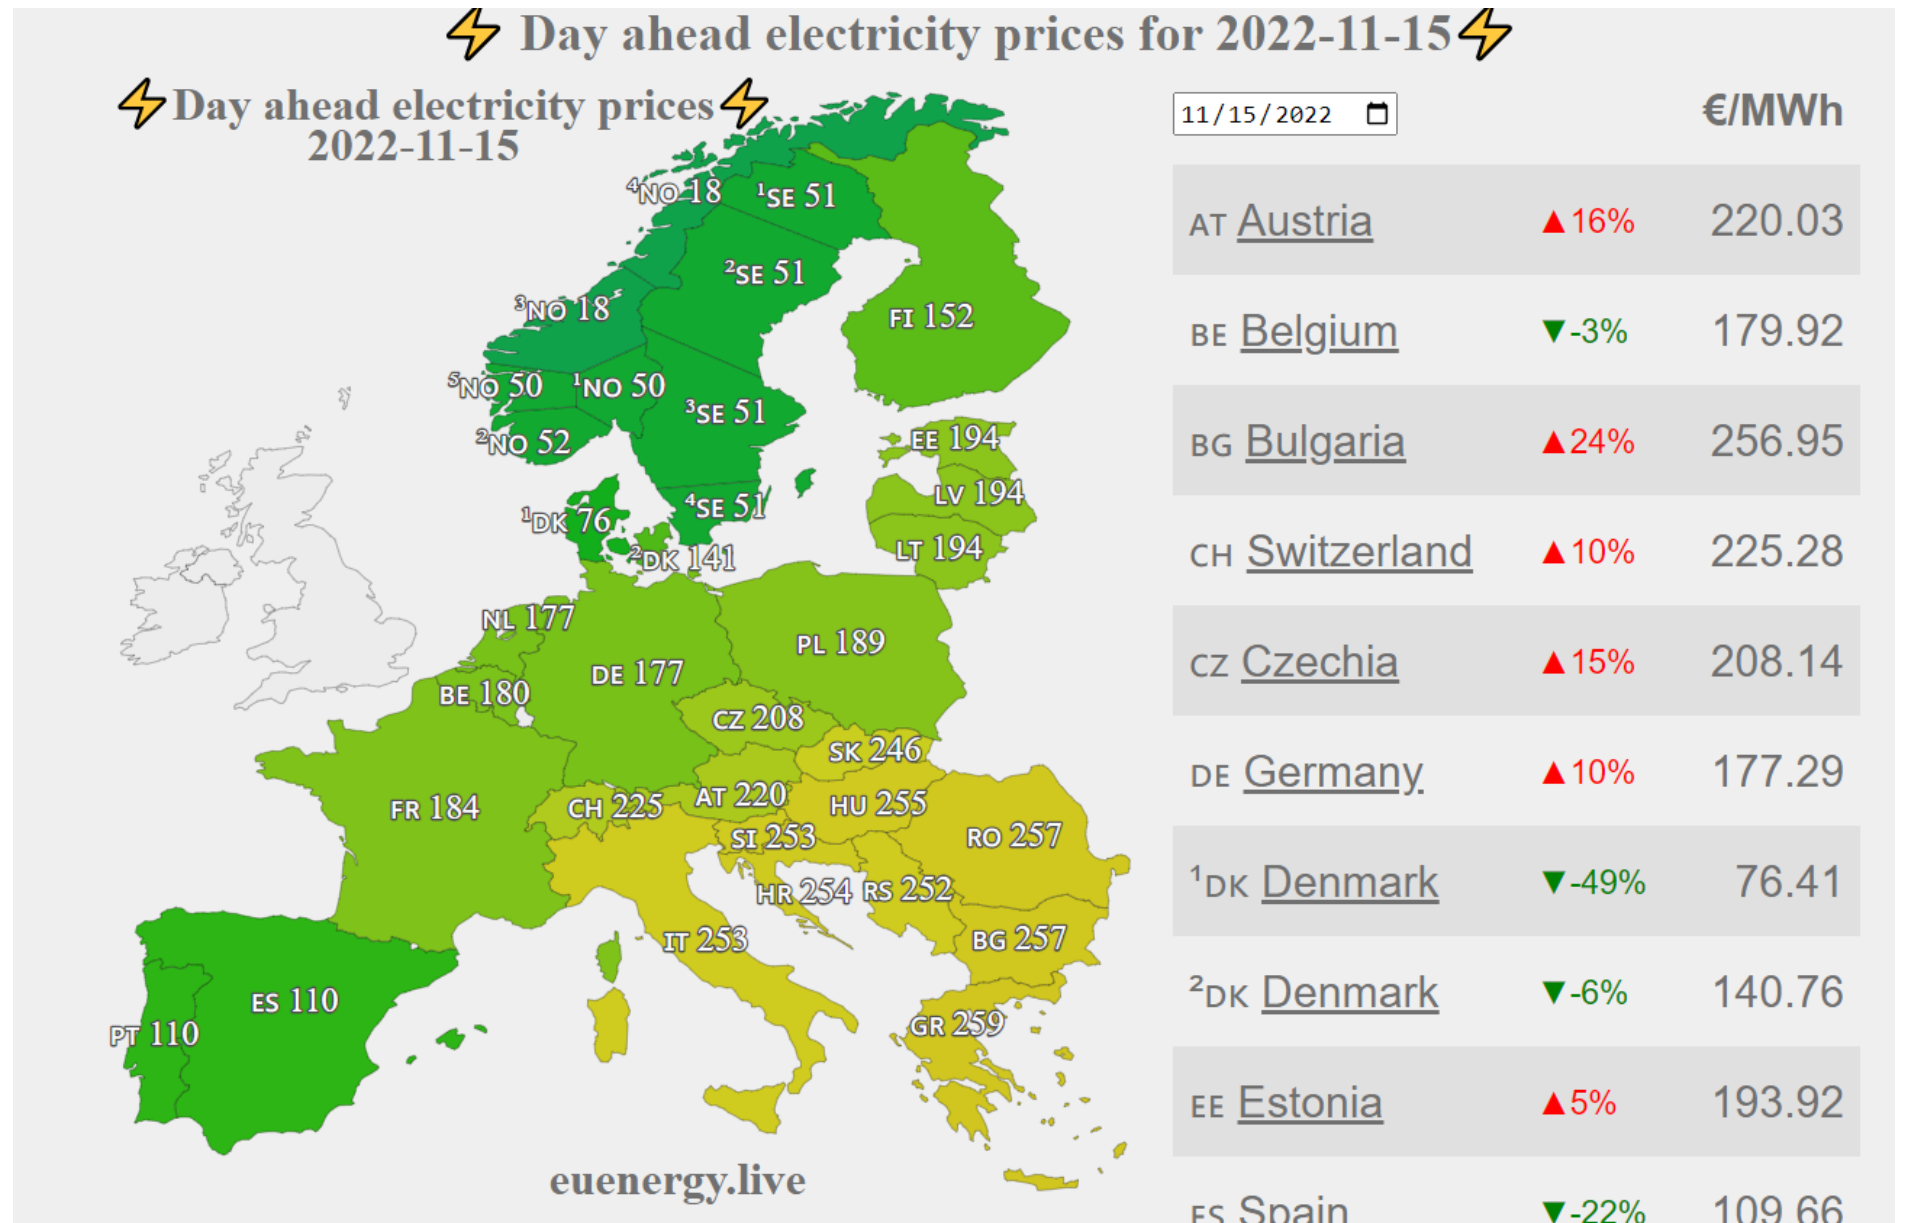 ⚡ Day ahead electricity prices for 2022-11-15⚡
⚡Day ahead electricity prices⚡
2022-11-15
⁴NO 18
¹SE 51
²SE 51
³NO 18
FI 152
⁵NO 50
¹NO 50
³SE 51
²NO 52
EE 194
LV 194
⁴SE 51
¹DK 76
LT 194
²DK 141
NL 177
PL 189
DE 177
BE 180
CZ 208
SK 246
AT 220
HU 255
CH 225
FR 184
SI 253
RO 257
HR 254
RS 252
IT 253
BG 257
ES 110
GR 259
PT 110
euenergy.live
11/15/2022 €/MWh
AT Austria ▲16% 220.03
BE Belgium ▼-3% 179.92
BG Bulgaria ▲24% 256.95
CH Switzerland ▲10% 225.28
CZ Czechia ▲15% 208.14
DE Germany ▲10% 177.29
¹DK Denmark ▼-49% 76.41
²DK Denmark ▼-6% 140.76
EE Estonia ▲5% 193.92
ES Spain ▼-22% 109.66